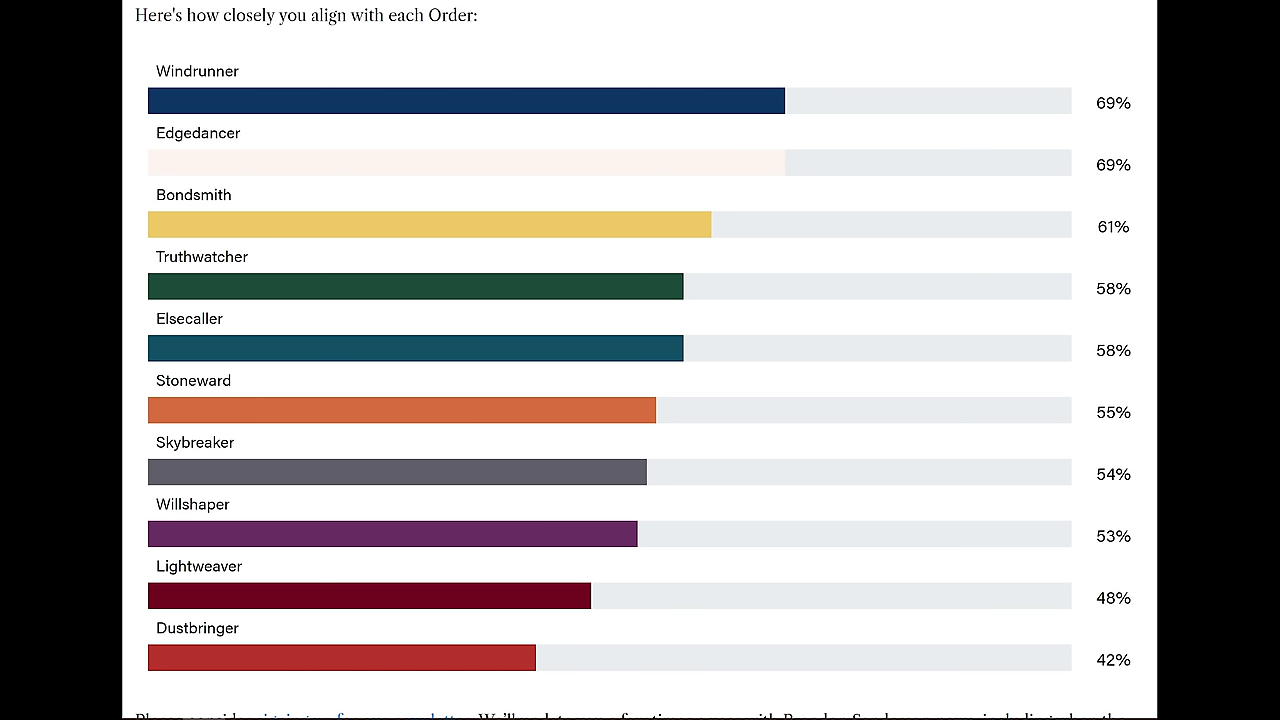 Here's how closely you align with each Order:
Windrunner
69%
Edgedancer
69%
Bondsmith
61%
Truthwatcher
58%
Elsecaller
58%
Stoneward
55%
Skybreaker
54%
Willshaper
53%
Lightweaver
48%
Dustbringer
42%